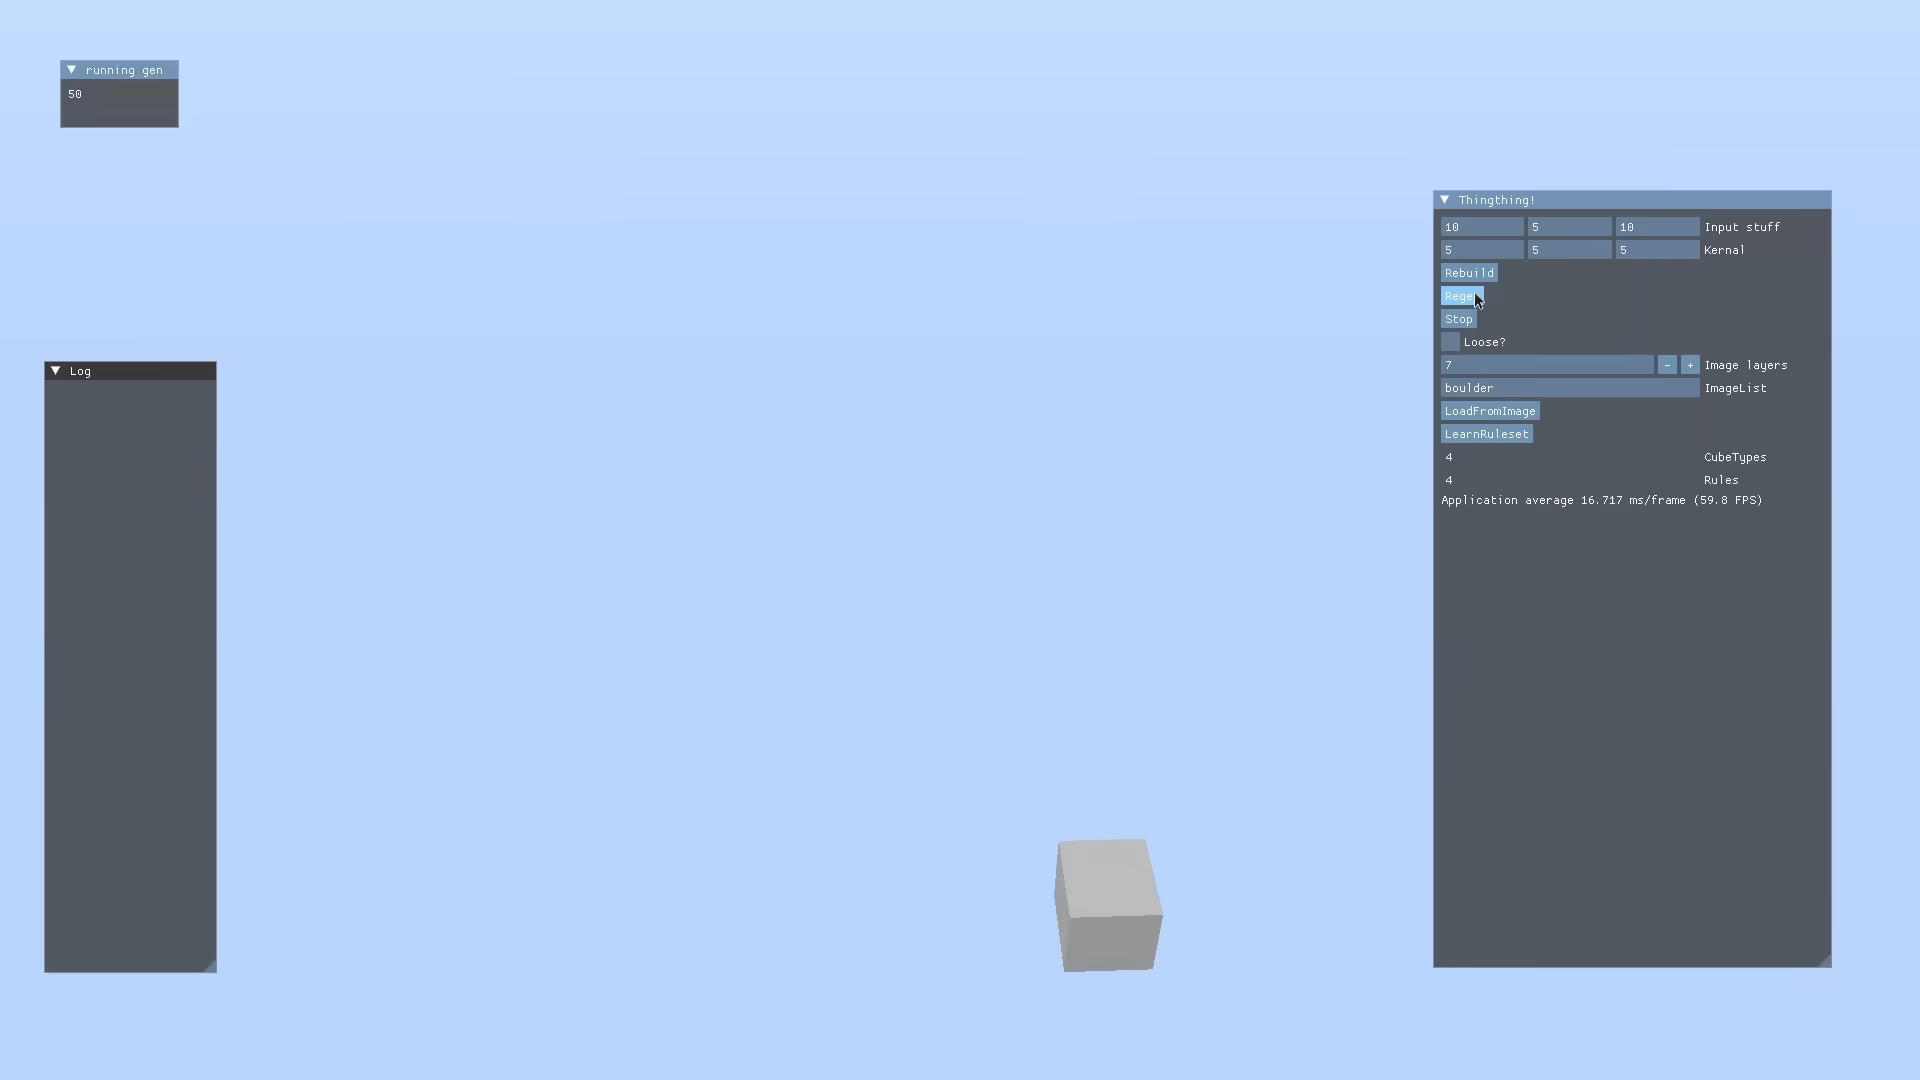 running gen
50
Thingthing!
10 5 10 Input stuff
5 5 5 Kernal
Rebuild
Rege
Stop
Loose?
Log
7 - + Image layers
boulder ImageList
LoadFromImage
LearnRuleset
4 CubeTypes
4 Rules
Application average 16.717 ms/frame (59.8 FPS)